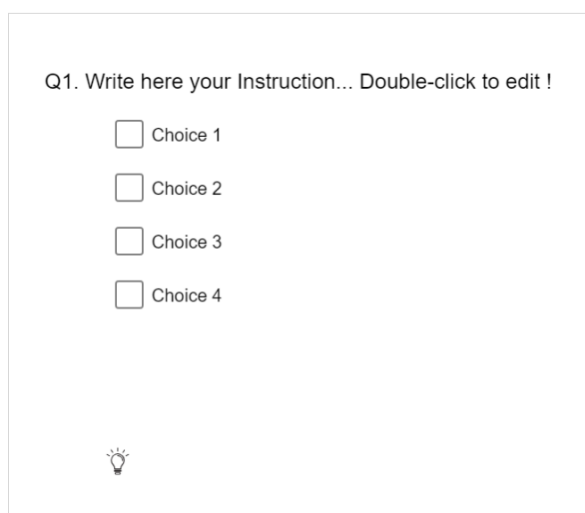 Q1. Write here your Instruction... Double-click to edit !
Choice 1
Choice 2
Choice 3
Choice 4